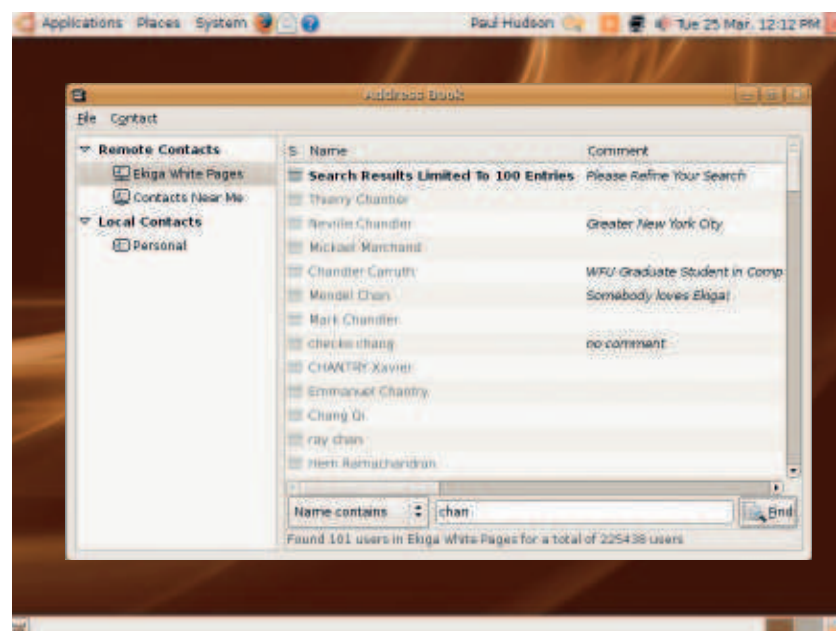 Applications Places System Paul Hudson Tue 25 Mar, 12:12 PM
Address Book
File Contact
Remote Contacts
Ekiga White Pages
Contacts Near Me
Local Contacts
Personal
S Name Comment
Search Results Limited To 100 Entries Please Refine Your Search
Thierry
Neville Chandler Greater New York City
Mickael Marchand
Chandler Carruth WFU Graduate Student in Comp
Mendel Chan Somebody loves Ekiga!
Mark Chandler
checke chang no comment
CHANTRY Xavier
Emmanuel Chantry
Chang Qi
ray chan
Hem Ramachandran
Name contains chan Find
Found 101 users in Ekiga White Pages for a total of 225438 users